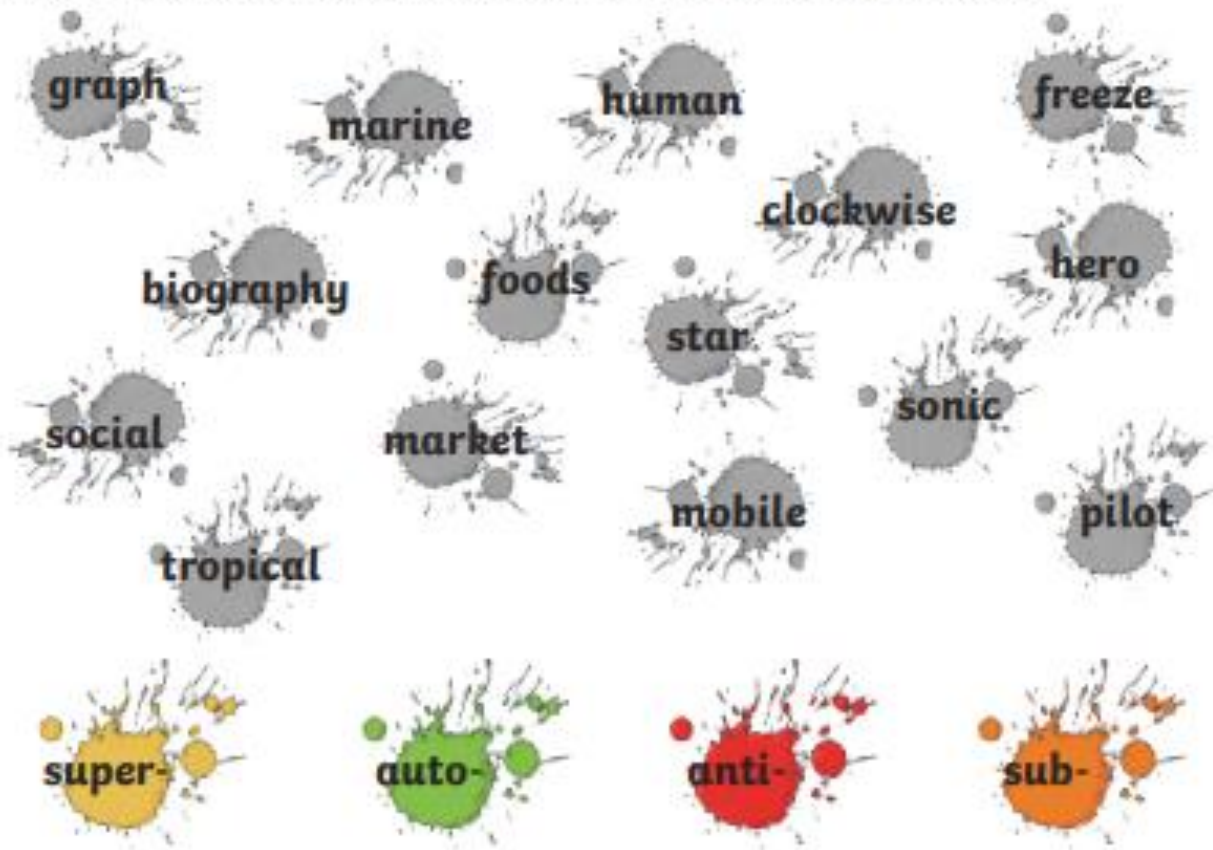 graph
marine
human
freeze
clockwise
biography
foods
hero
star
social
market
sonic
mobile
pilot
tropical
super-
auto-
anti-
sub-